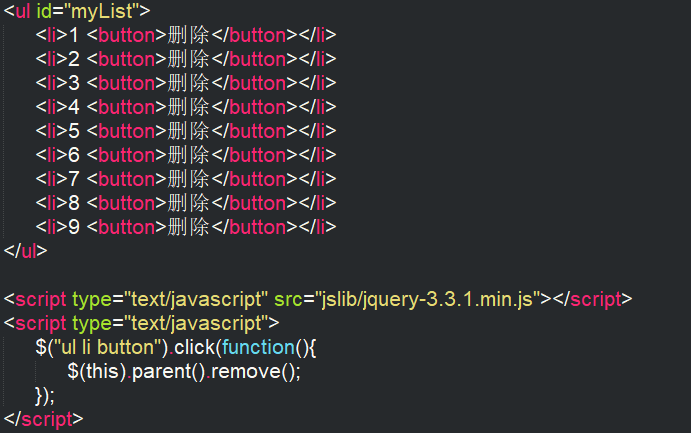 <ul id="myList">
<li>1 <button>删除</button></li>
<li>2 <button>删除</button></li>
<li>3 <button>删除</button></li>
<li>4 <button>删除</button></li>
<li>5 <button>删除</button></li>
<li>6 <button>删除</button></li>
<li>7 <button>删除</button></li>
<li>8 <button>删除</button></li>
<li>9 <button>删除</button></li>
</ul>
<script type="text/javascript" src="jslib/jquery-3.3.1.min.js"></script>
<script type="text/javascript">
$("ul li button").click(function(){
$(this).parent().remove();
});
</script>